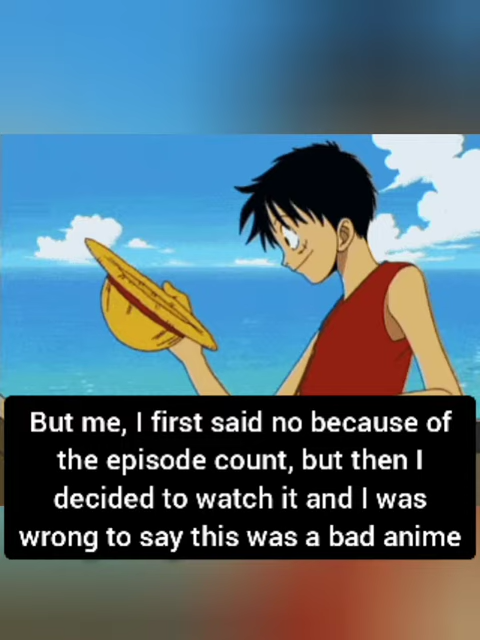 But me, I first said no because of
the episode count, but then I
decided to watch it and I was
wrong to say this was a bad anime